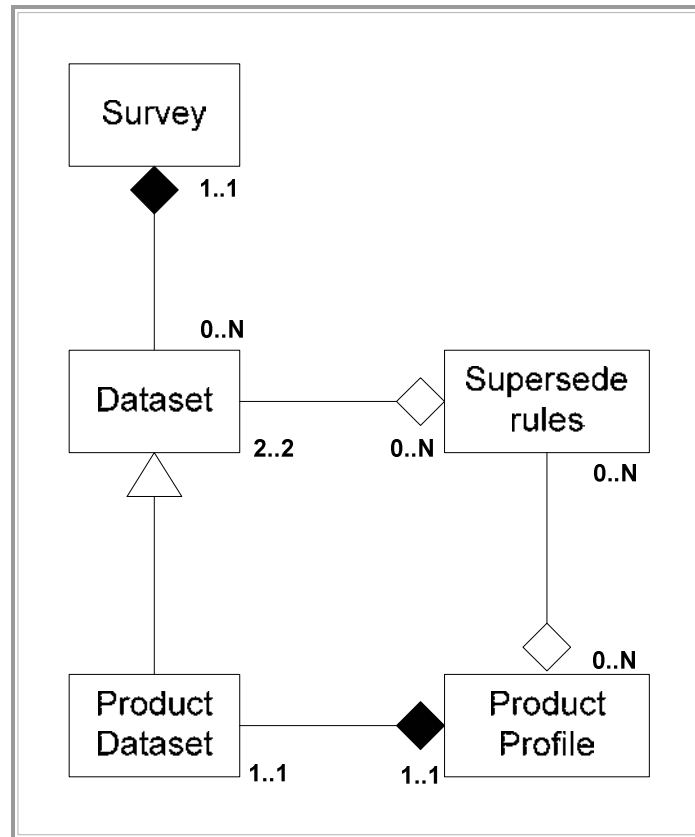 Survey
1..1
0..N
Dataset
2..2
0..N
Supersede
rules
0..N
0..N
Product
Dataset
1..1
1..1
Product
Profile